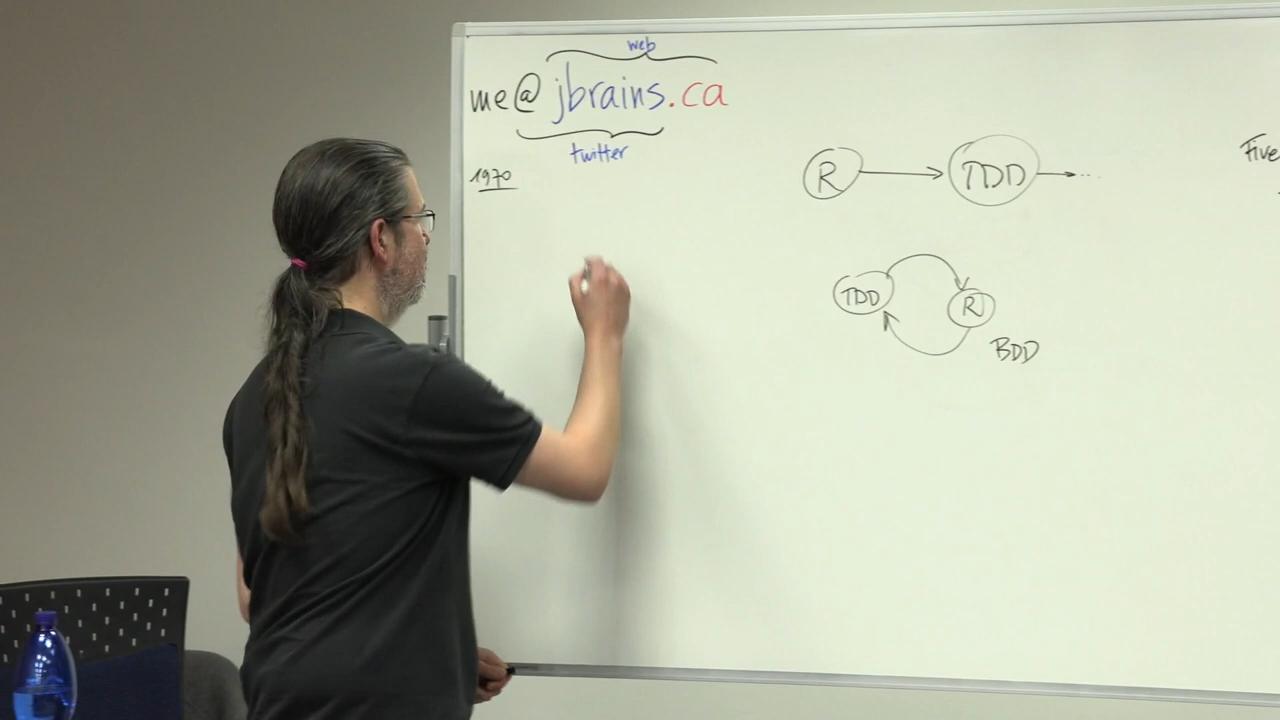 web
me@jbrains.ca
twitter
1970
R
TDD
Five
TDD
R
BDD